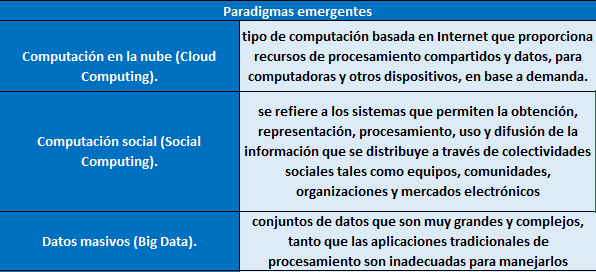 Paradigmas emergentes
Computación en la nube (Cloud
Computing).
tipo de computación basada en Internet que proporciona
recursos de procesamiento compartidos y datos, para
computadoras y otros dispositivos, en base a demanda.
Computación social (Social
Computing).
se refiere a los sistemas que permiten la obtención,
representación, procesamiento, uso y difusión de la
información que se distribuye a través de colectividades
sociales tales como equipos, comunidades,
organizaciones y mercados electrónicos
Datos masivos (Big Data).
conjuntos de datos que son muy grandes y complejos,
tanto que las aplicaciones tradicionales de
procesamiento son inadecuadas para manejarlos